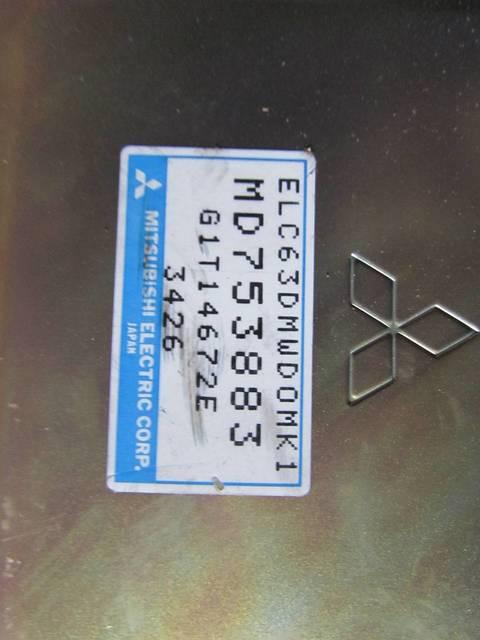 ELC63DMWDOMK1
MD753883
G1T14672E
3426
MITSUBISHI ELECTRIC CORP.
JAPAN